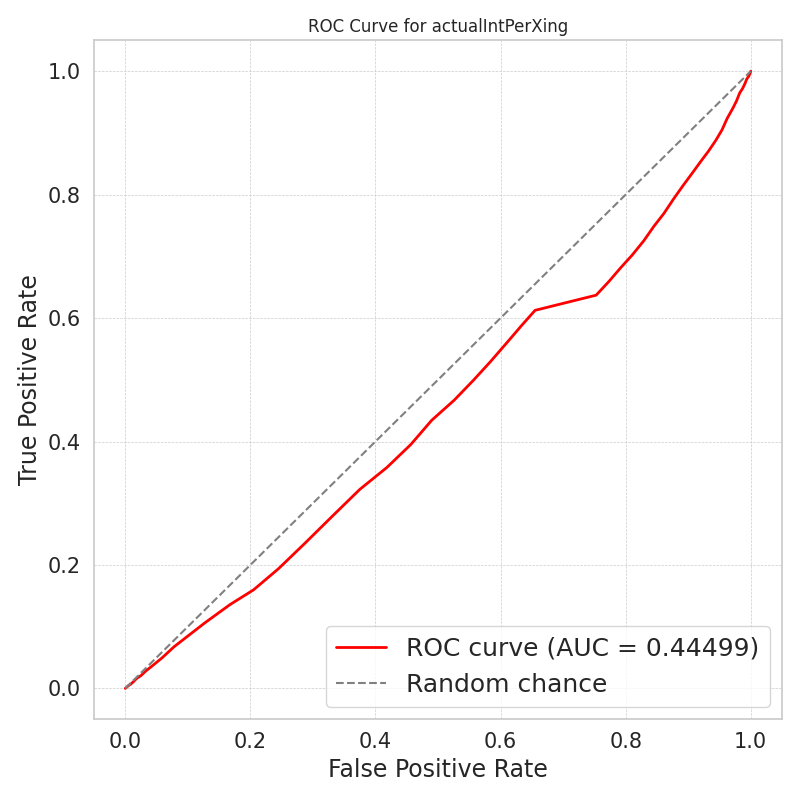 ROC Curve for actualIntPerXing
1.0
0.8
0.6
0.4
0.2
0.0
True Positive Rate
ROC curve (AUC = 0.44499)
Random chance
0.0 0.2 0.4 0.6 0.8 1.0
False Positive Rate